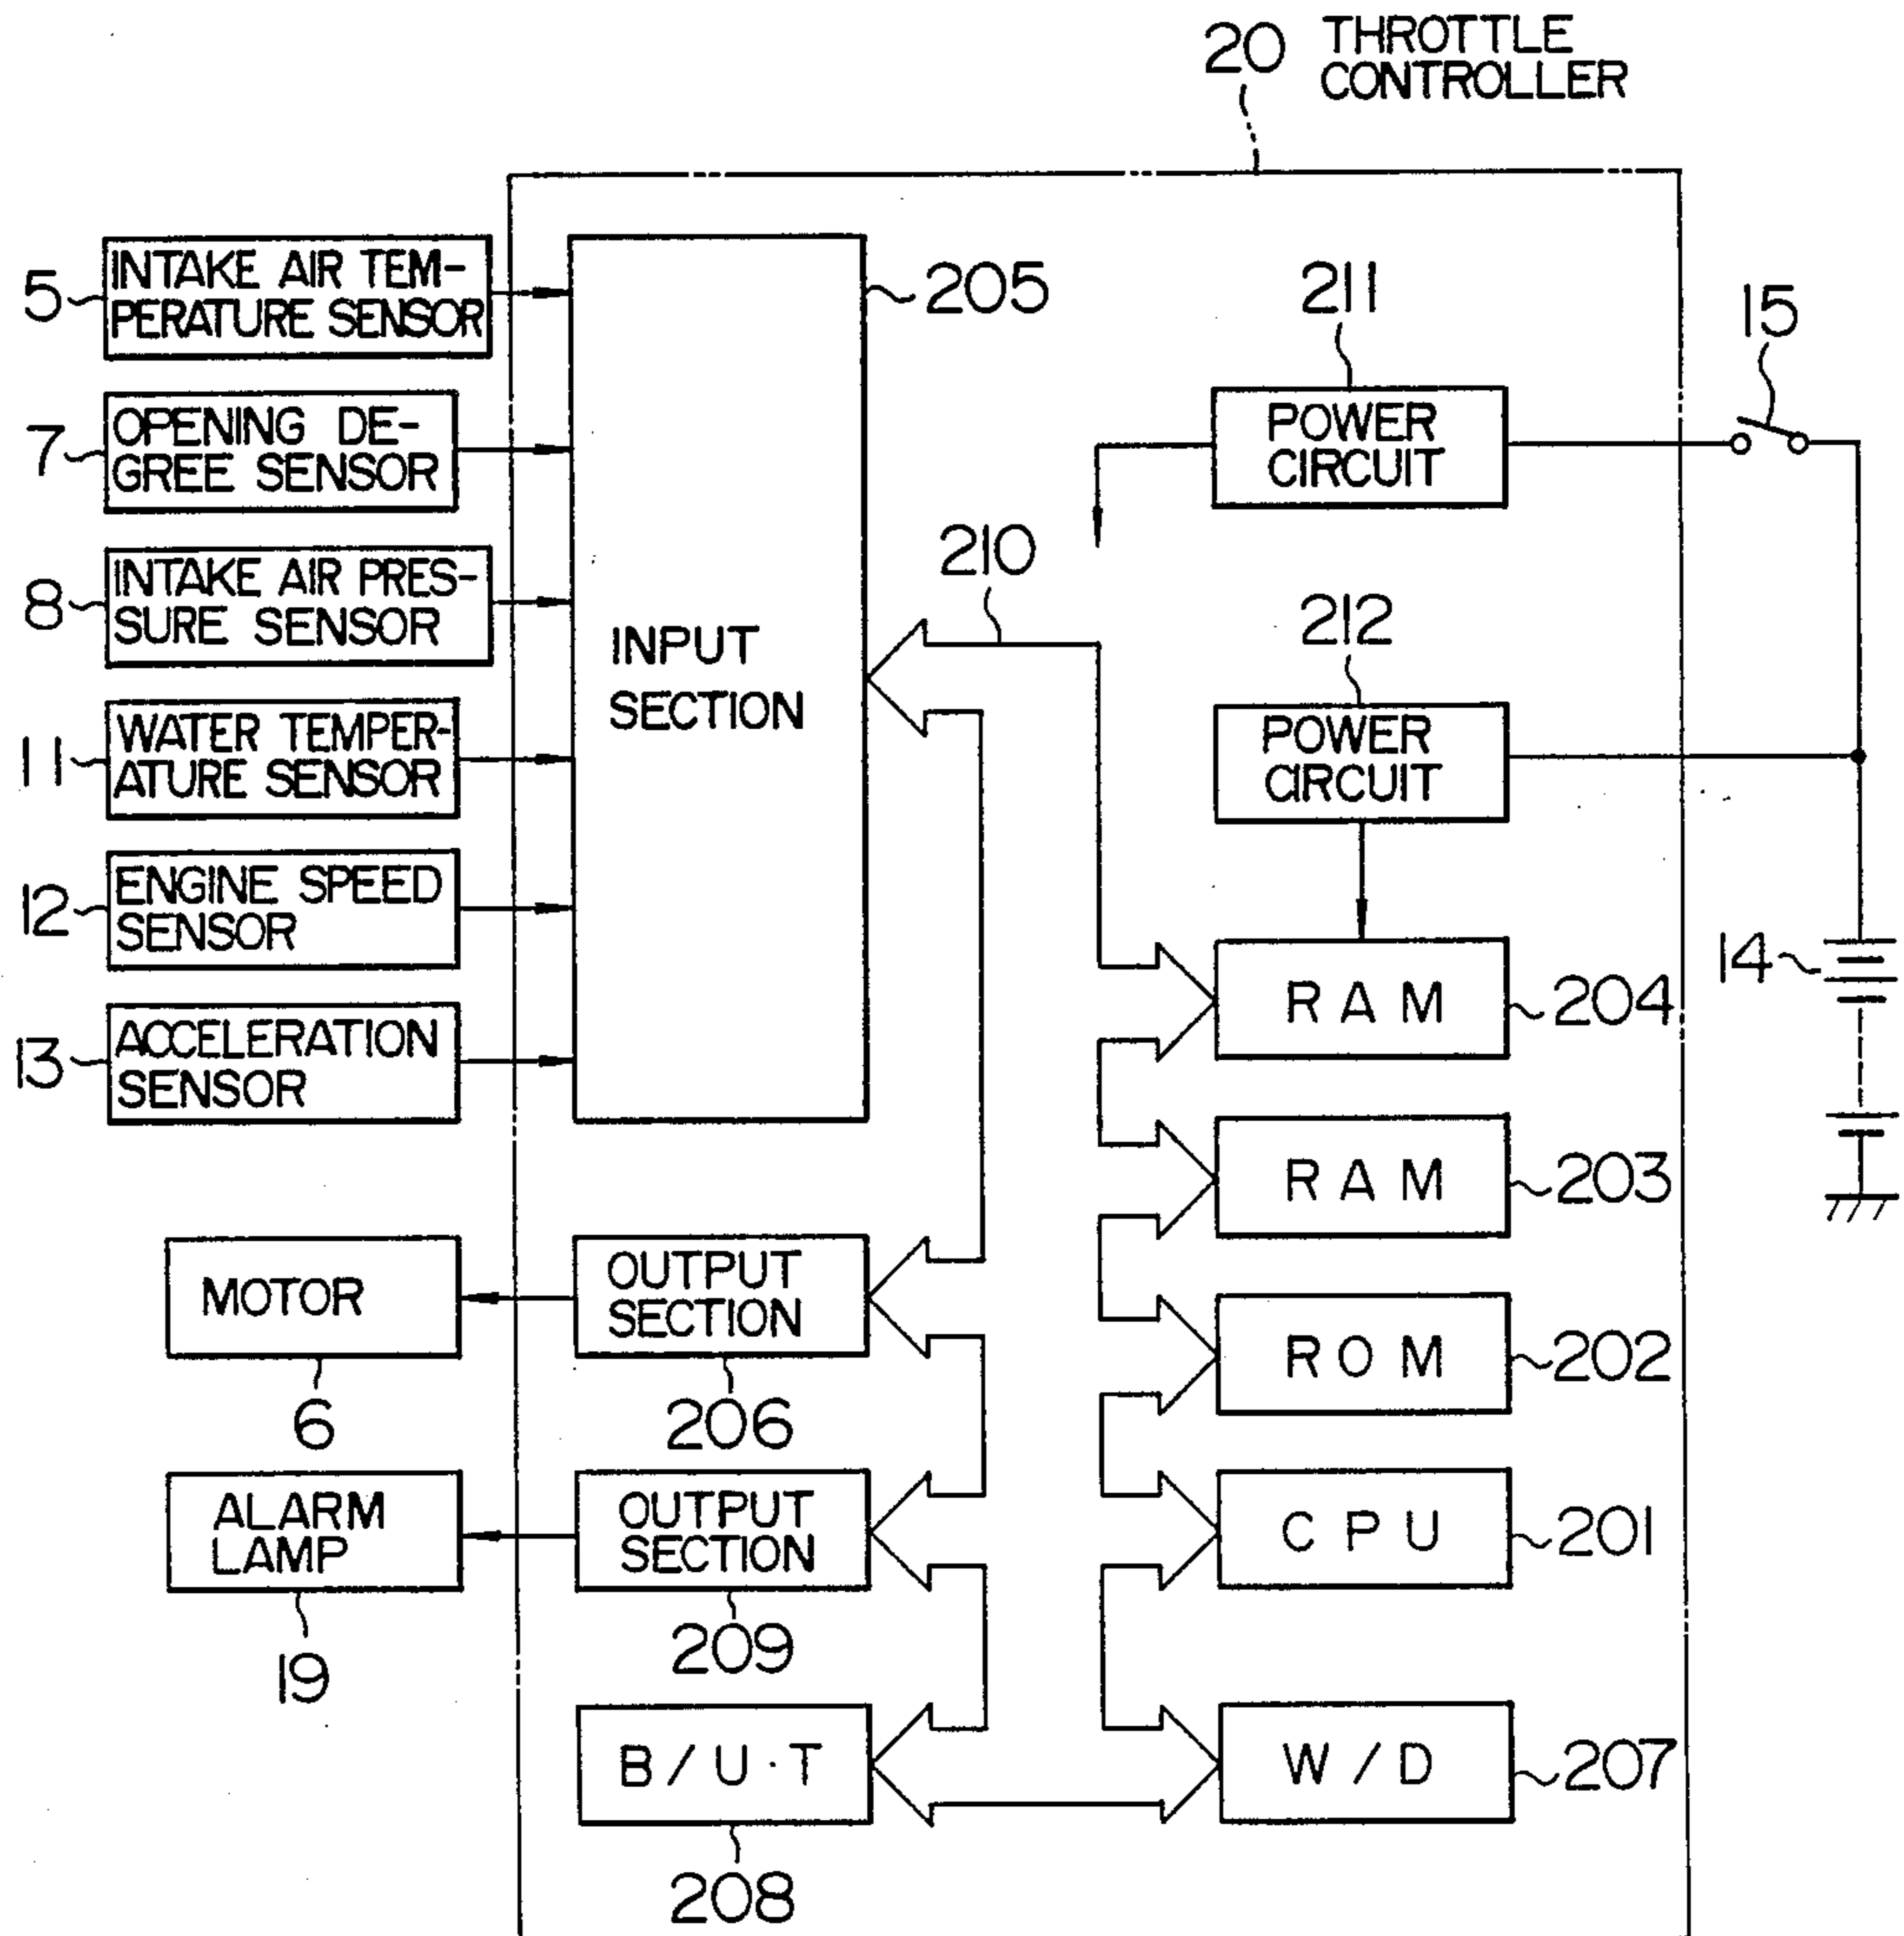 20 THROTTLE
CONTROLLER
5
INTAKE AIR TEM-
PERATURE SENSOR
205
211
15
7
OPENING DE-
GREE SENSOR
POWER
CIRCUIT
8
INTAKE AIR PRES-
SURE SENSOR
210
INPUT
SECTION
212
11
WATER TEMPER-
ATURE SENSOR
POWER
CIRCUIT
12
ENGINE SPEED
SENSOR
14
RAM
204
13
ACCELERATION
SENSOR
RAM
203
MOTOR
6
OUTPUT
SECTION
206
ROM
202
ALARM
LAMP
19
OUTPUT
SECTION
209
CPU
201
B/U·T
208
W/D
207